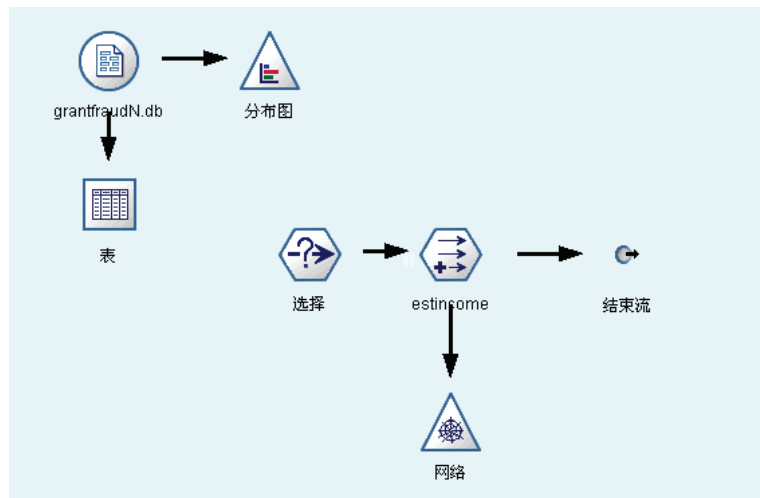 grantfraudN.db
分布图
表
选择
estincome
结束流
网络